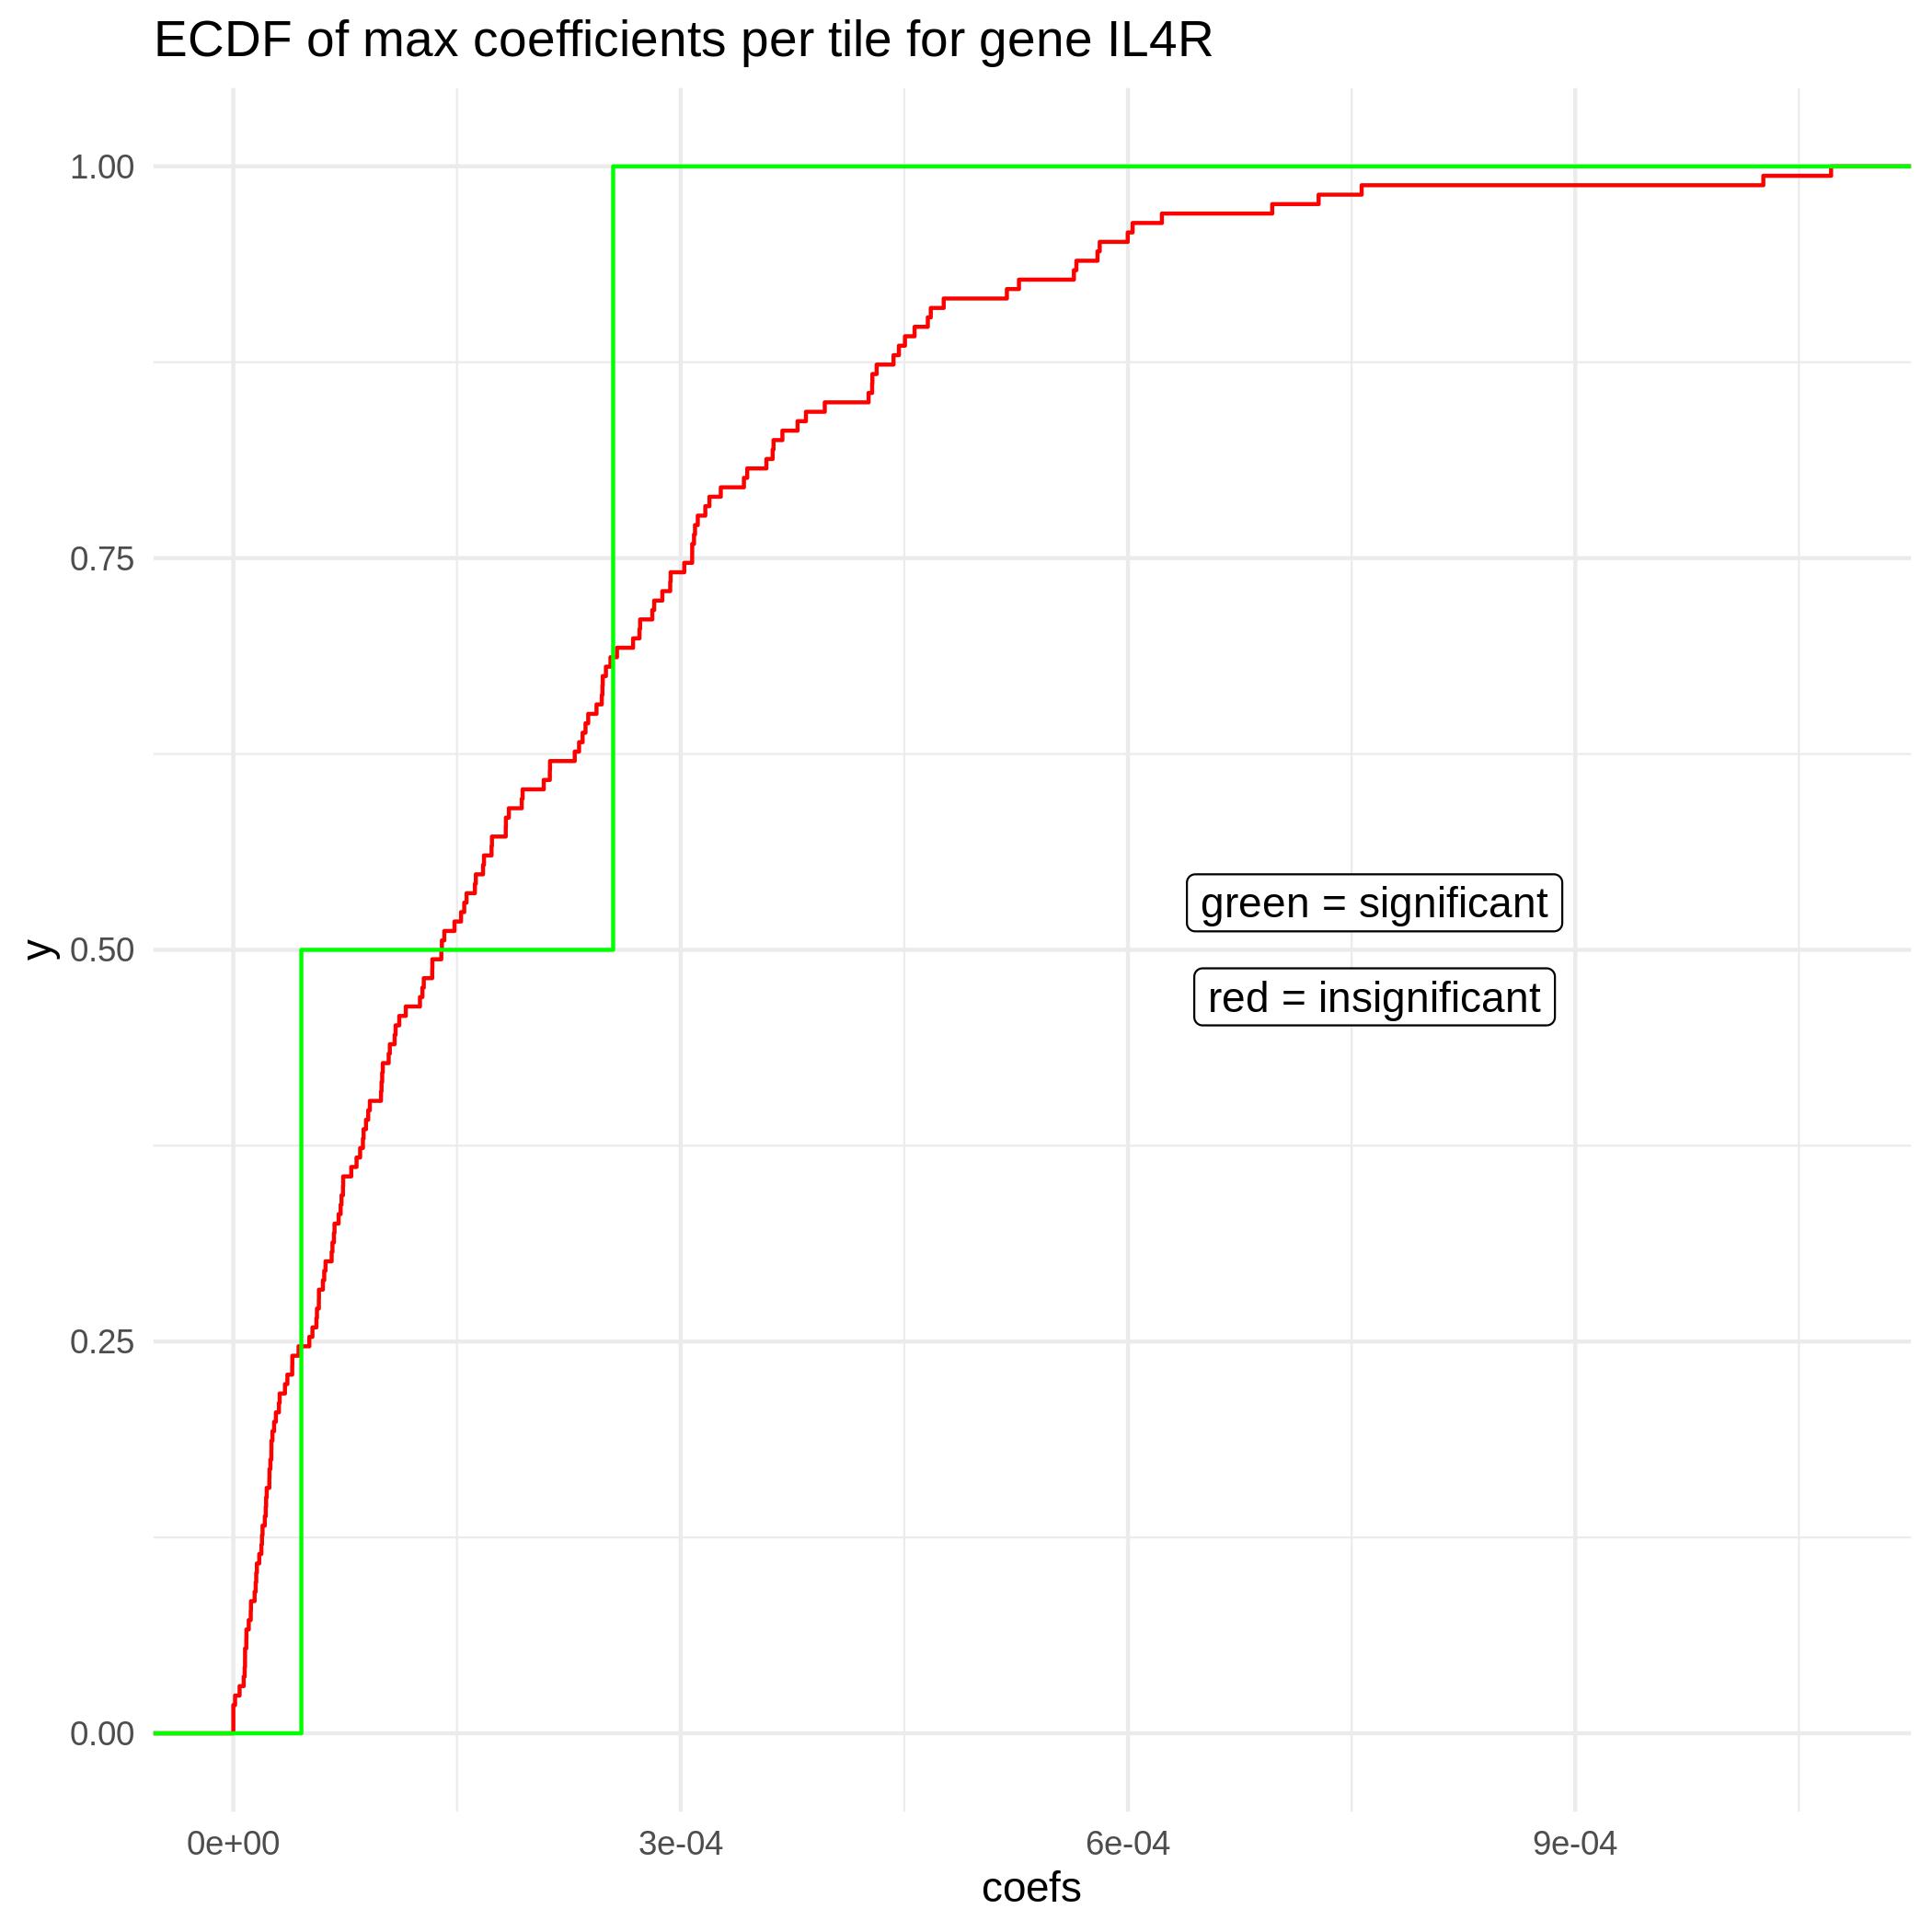 ECDF of max coefficients per tile for gene IL4R
1.00
0.75
0.50
0.25
0.00
y
green = significant
red = insignificant
0e+00 3e-04 6e-04 9e-04
coefs